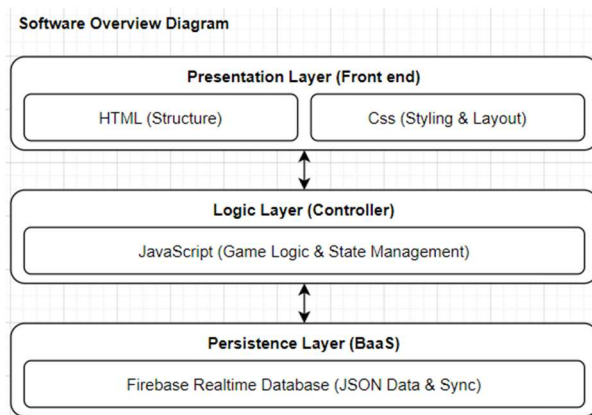 Software Overview Diagram
Presentation Layer (Front end)
HTML (Structure)
Css (Styling & Layout)
Logic Layer (Controller)
JavaScript (Game Logic & State Management)
Persistence Layer (BaaS)
Firebase Realtime Database (JSON Data & Sync)